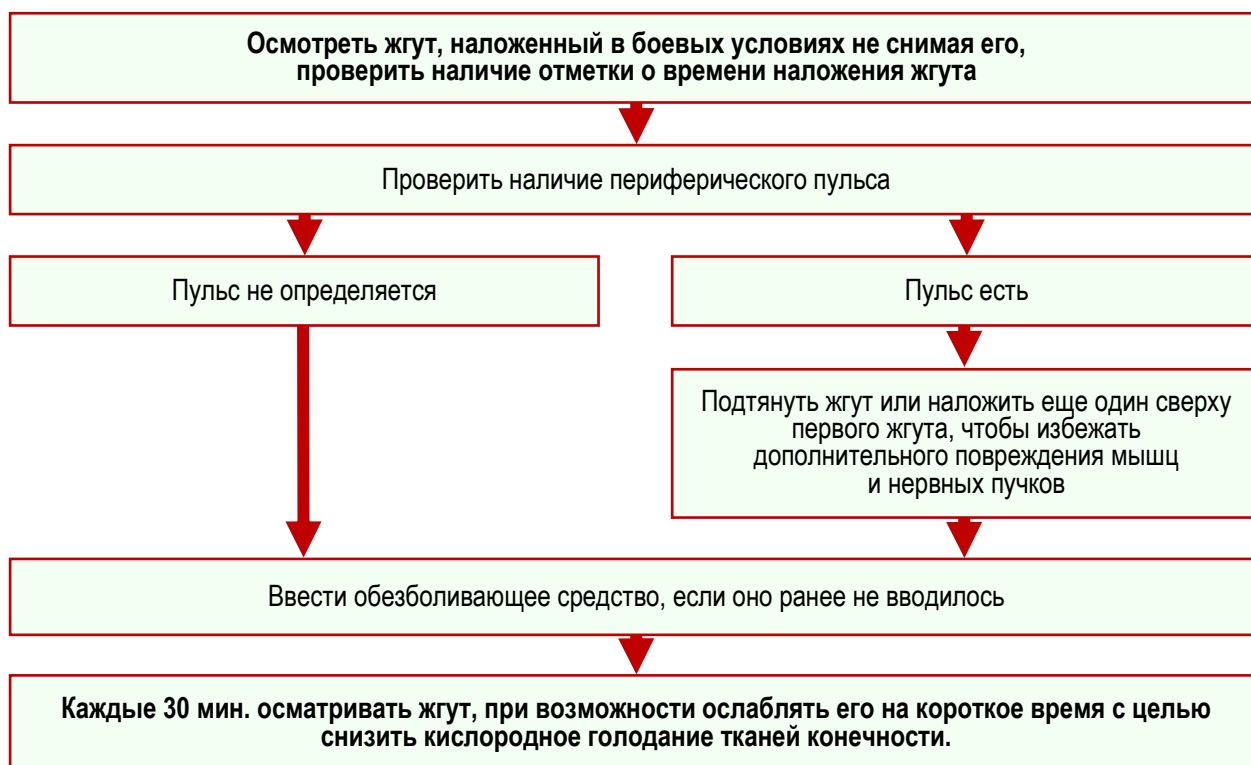 Осмотреть жгут, наложенный в боевых условиях не снимая его,
проверить наличие отметки о времени наложения жгута
Проверить наличие периферического пульса
Пульс не определяется
Пульс есть
Подтянуть жгут или наложить еще один сверху
первого жгута, чтобы избежать
дополнительного повреждения мышц
и нервных пучков
Ввести обезболивающее средство, если оно ранее не вводилось
Каждые 30 мин. осматривать жгут, при возможности ослаблять его на короткое время с целью
снизить кислородное голодание тканей конечности.